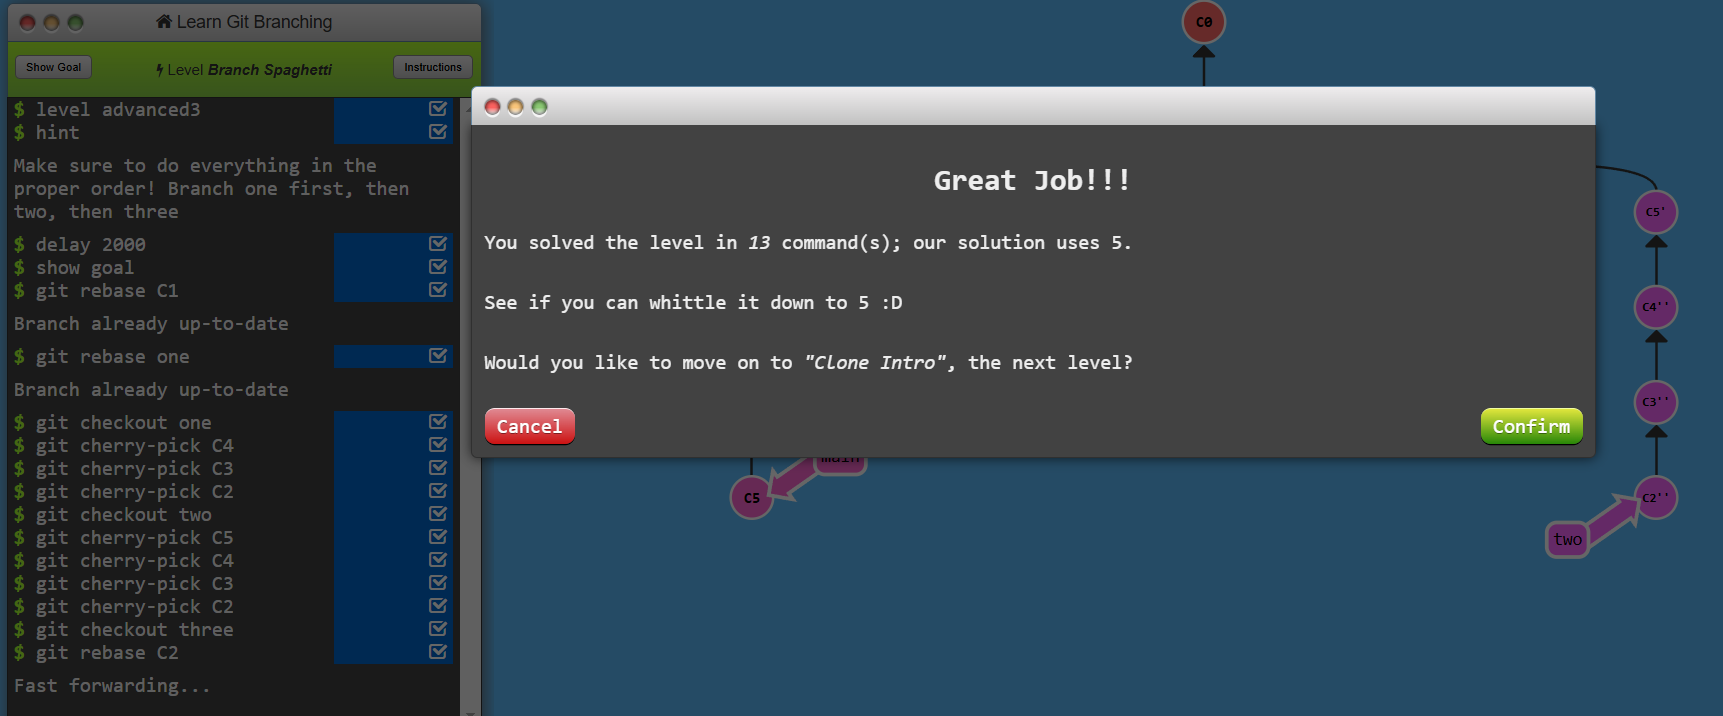 Learn Git Branching
Show Goal
Level Branch Spaghetti
Instructions
$ level advanced3
$ hint
Make sure to do everything in the
proper order! Branch one first, then
two, then three
$ delay 2000
$ show goal
$ git rebase C1
Branch already up-to-date
$ git rebase one
Branch already up-to-date
$ git checkout one
$ git cherry-pick C4
$ git cherry-pick C3
$ git cherry-pick C2
$ git checkout two
$ git cherry-pick C5
$ git cherry-pick C4
$ git cherry-pick C3
$ git cherry-pick C2
$ git checkout three
$ git rebase C2
Fast forwarding...
C0
Great Job!!!
You solved the level in 13 command(s); our solution uses 5.
See if you can whittle it down to 5 :D
Would you like to move on to "Clone Intro", the next level?
Cancel
Confirm
main
C5
C5'
C4''
C3''
C2''
two